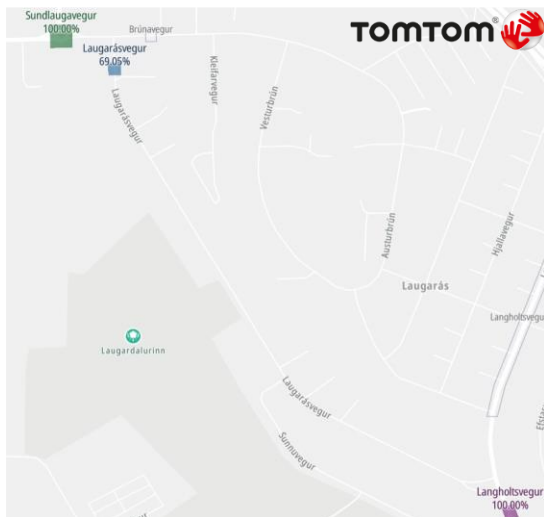 Sundlaugavegur
100.00%
Brúnavegur
TOMTOM®
Laugarásvegur
69.05%
Kleifarvegur
Vesturbrún
Laugarásvegur
Hjallavegur
Austurbrún
Laugarás
Langholtsvegu
Laugardalurinn
Laugarásvegur
Sunnuvegur
Langholtsvegur
100.00%